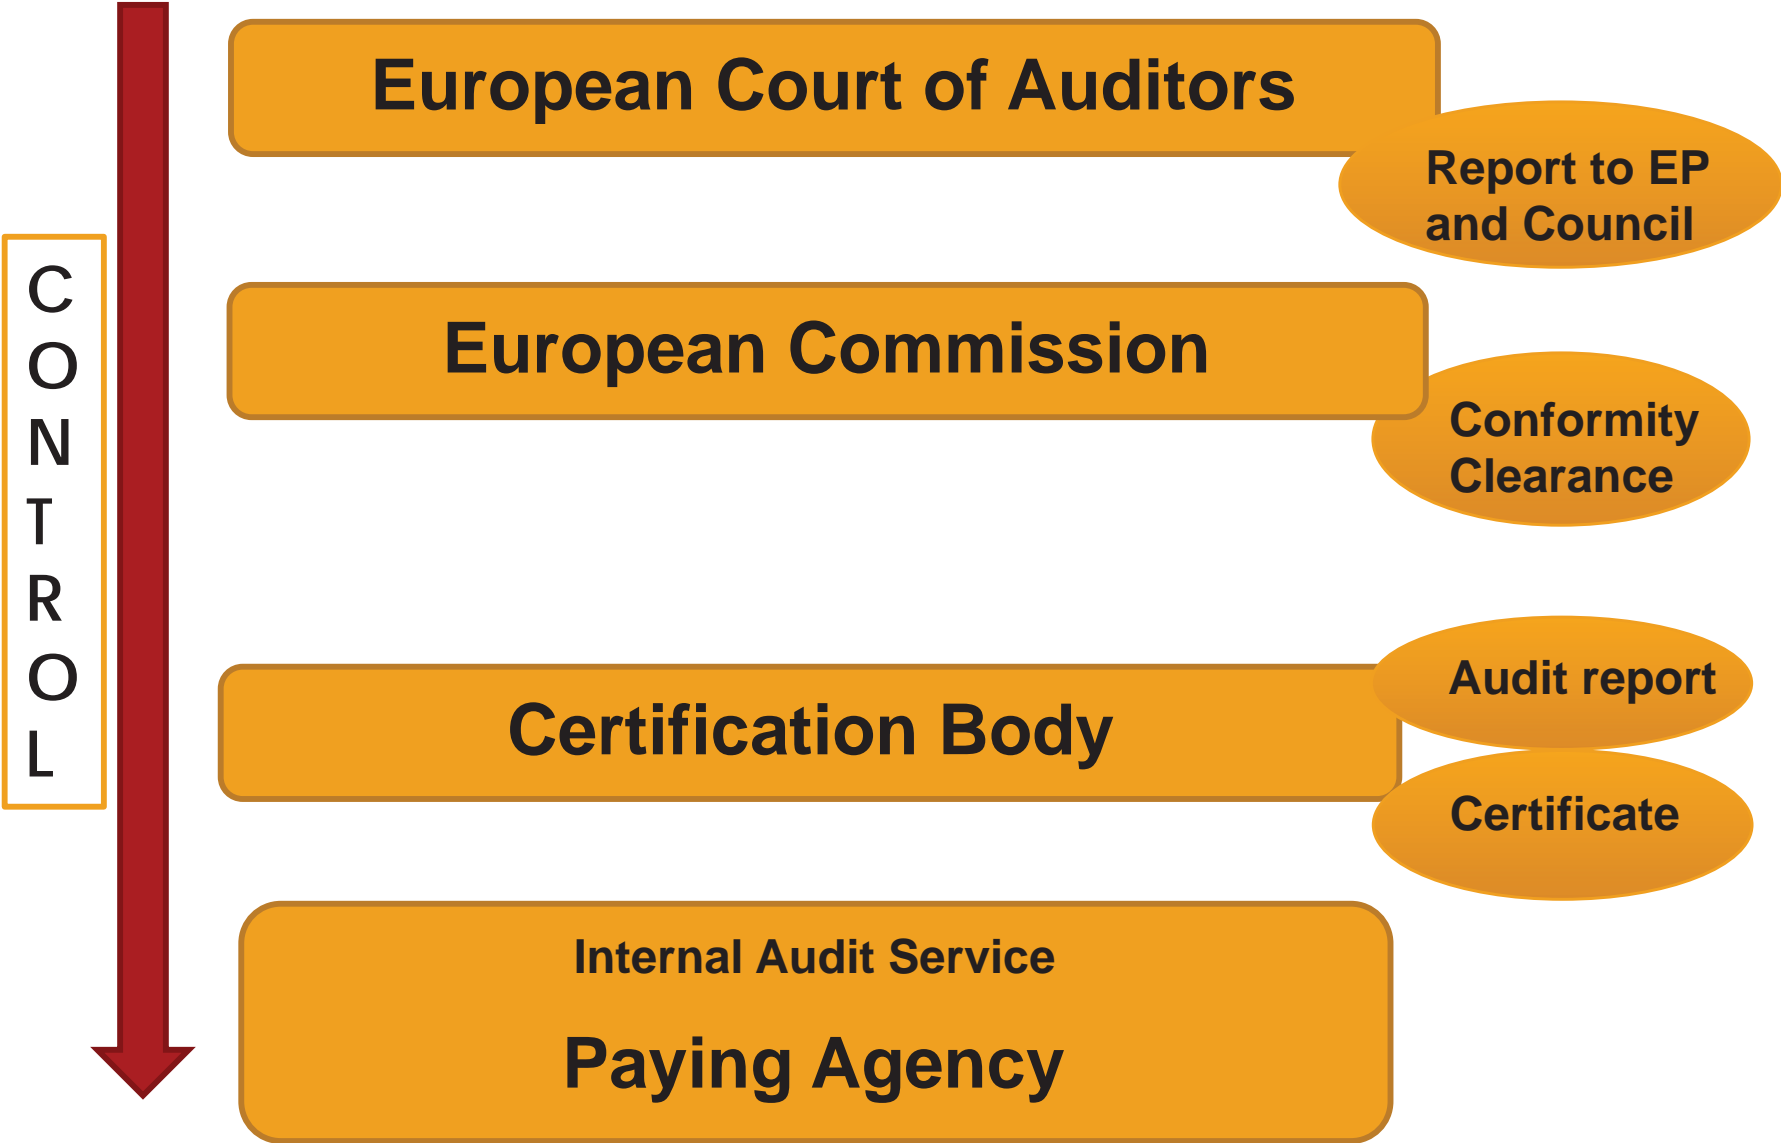 European Court of Auditors
Report to EP
and Council
C
O
N
T
R
O
L
European Commission
Conformity
Clearance
Certification Body
Audit report
Certificate
Internal Audit Service
Paying Agency